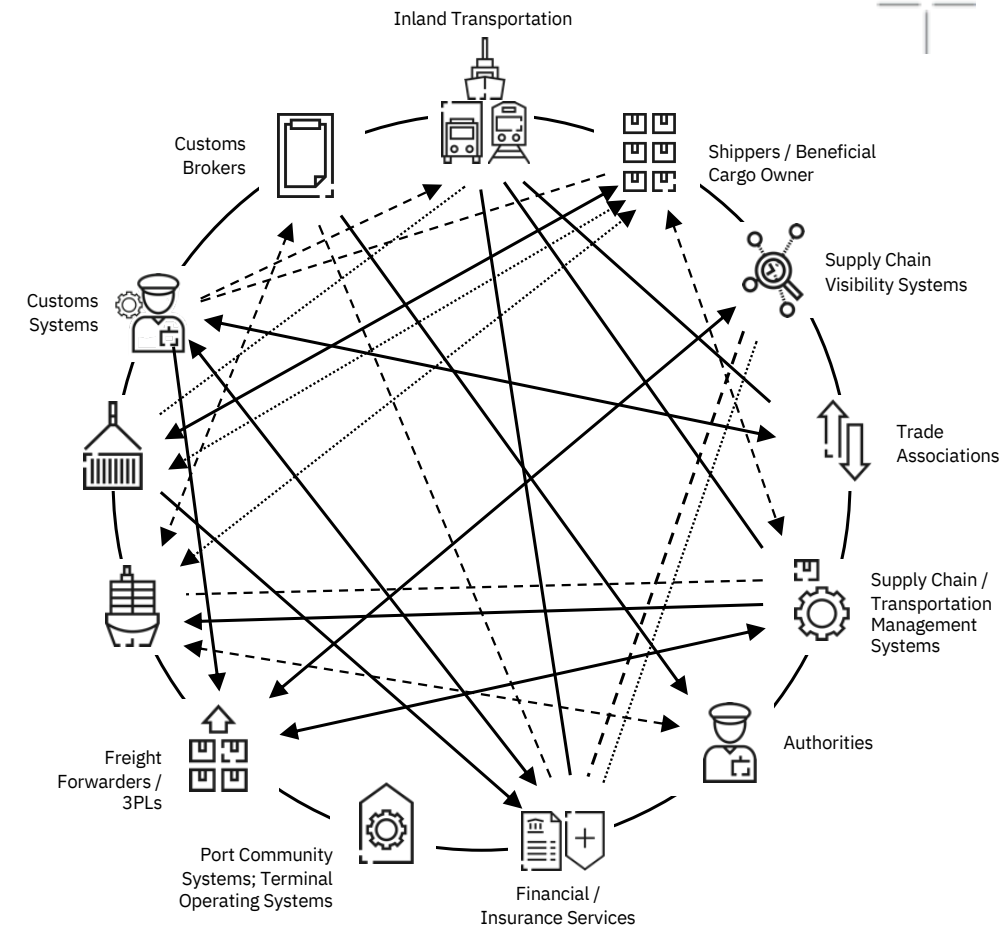 Inland Transportation
Customs
Brokers
Shippers / Beneficial
Cargo Owner
Supply Chain
Visibility Systems
Customs
Systems
Trade
Associations
Supply Chain /
Transportation
Management
Systems
Authorities
Freight
Forwarders /
3PLs
Port Community
Systems; Terminal
Operating Systems
Financial /
Insurance Services